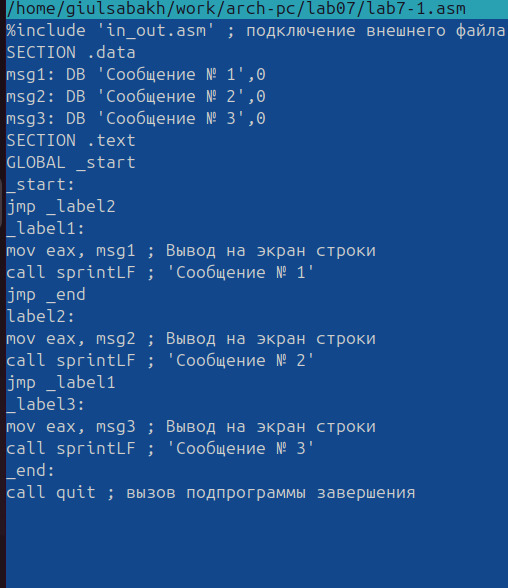 /home/giulsabakh/work/arch-pc/lab07/lab7-1.asm
%include 'in_out.asm' ; подключение внешнего файла
SECTION .data
msg1: DB 'Сообщение № 1',0
msg2: DB 'Сообщение № 2',0
msg3: DB 'Сообщение № 3',0
SECTION .text
GLOBAL _start
_start:
jmp _label2
_label1:
mov eax, msg1 ; Вывод на экран строки
call sprintLF ; 'Сообщение № 1'
jmp _end
label2:
mov eax, msg2 ; Вывод на экран строки
call sprintLF ; 'Сообщение № 2'
jmp _label1
_label3:
mov eax, msg3 ; Вывод на экран строки
call sprintLF ; 'Сообщение № 3'
_end:
call quit ; вызов подпрограммы завершения